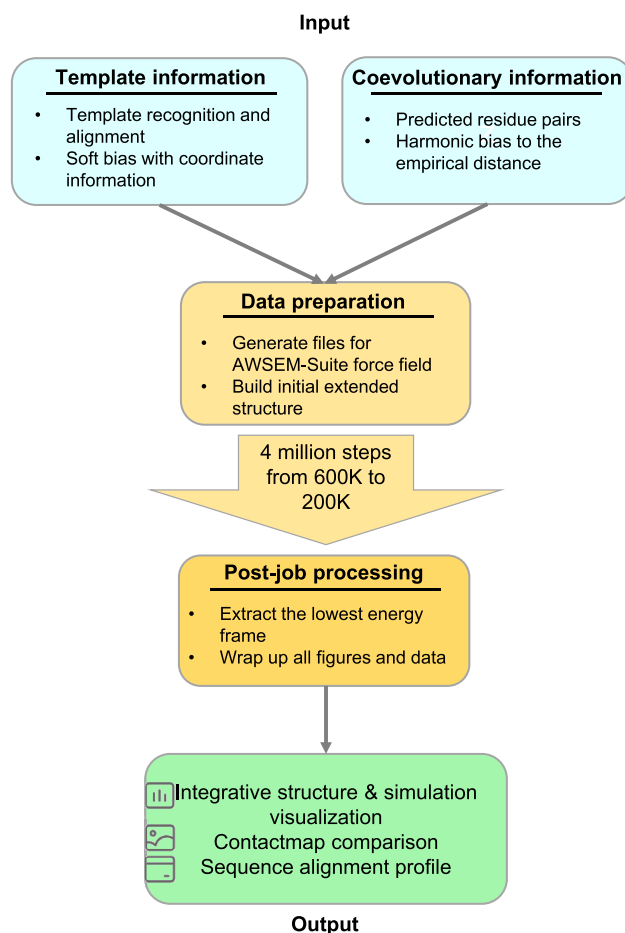 Input
Template information
• Template recognition and
alignment
• Soft bias with coordinate
information
Coevolutionary information
• Predicted residue pairs
• Harmonic bias to the
empirical distance
Data preparation
• Generate files for
AWSEM-Suite force field
• Build initial extended
structure
4 million steps
from 600K to
200K
Post-job processing
• Extract the lowest energy
frame
• Wrap up all figures and data
Integrative structure & simulation
visualization
Contactmap comparison
Sequence alignment profile
Output